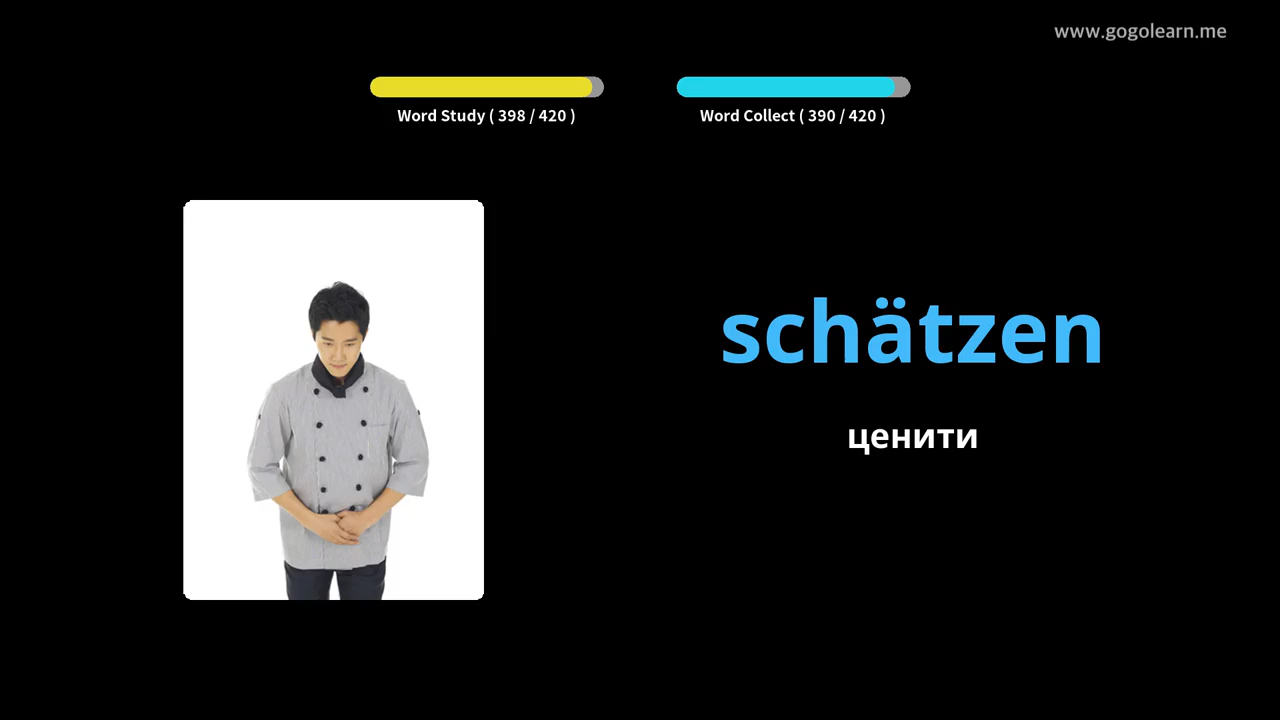 www.gogolearn.me
Word Study ( 398 / 420 )
Word Collect ( 390 / 420 )
schätzen
ценити